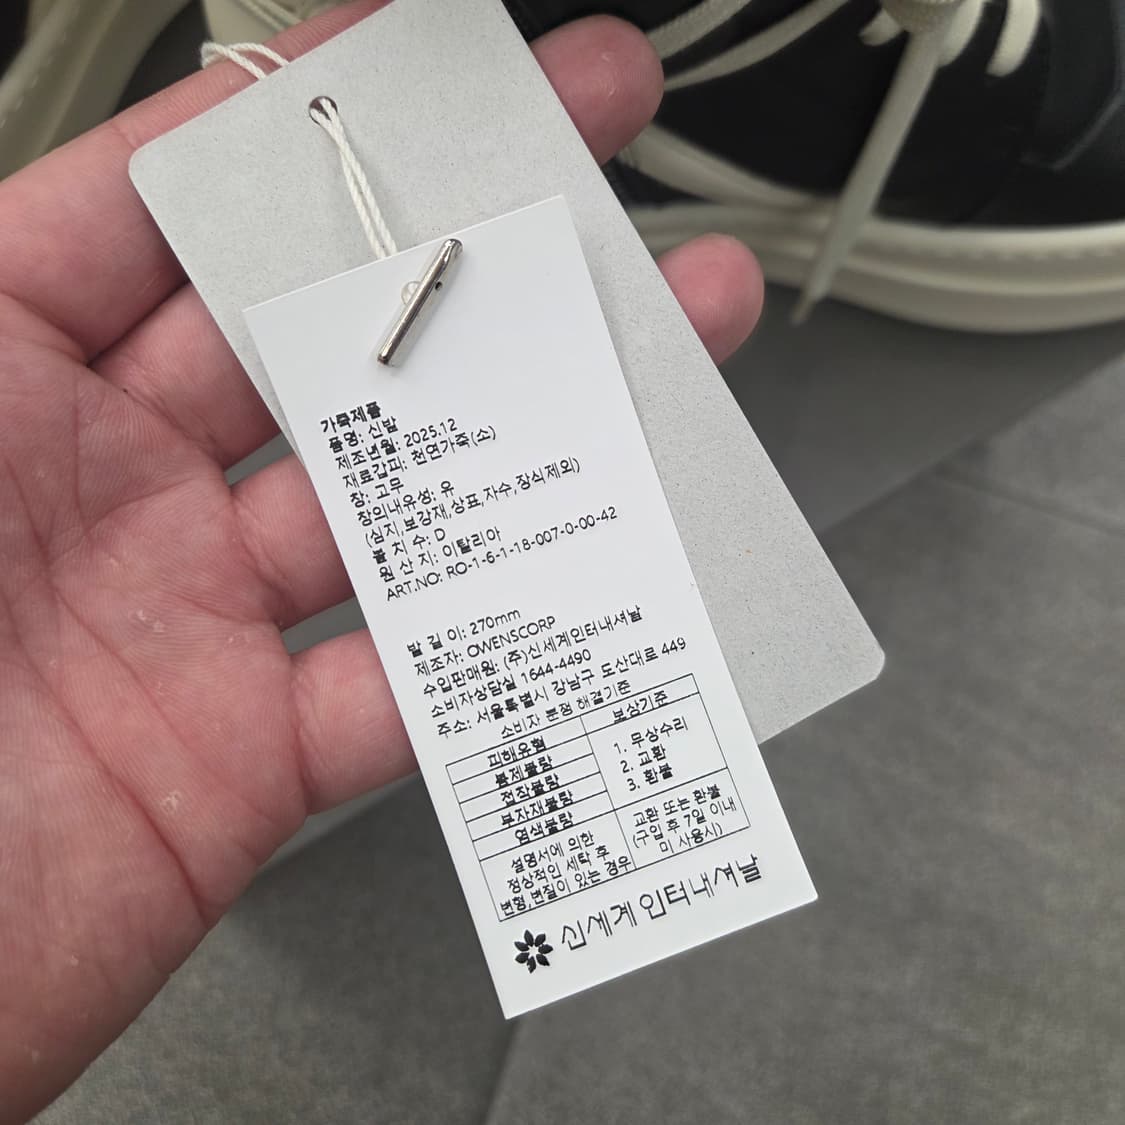 가죽제품
품명: 신발
제조년월: 2025.12
재료갑피: 천연가죽(소)
창: 고무
창의내유성: 유
(심지,보강재,상표,자수,장식제외)
볼 치 수: D
원 산 지: 이탈리아
ART.NO: RO-1-6-1-18-007-0-00-42
발 길 이: 270mm
제조자: OWENSCORP
수입판매원: (주)신세계인터내셔날
소비자상담실 1644-4490
주소: 서울특별시 강남구 도산대로 449
소비자 분쟁 해결기준
피해유형
보상기준
봉제불량
접착불량
부자재불량
염색불량
1. 무상수리
2. 교환
3. 환불
설명서에 의한
정상적인 세탁 후
변형,변질이 있는 경우
교환 또는 환불
(구입 후 7일 이내
미 사용시)
신세계인터내셔날